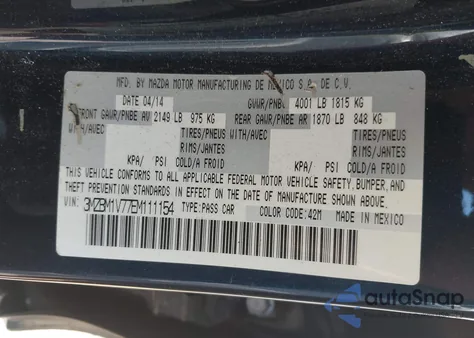 MFD. BY MAZDA MOTOR MANUFACTURING DE MEXICO S.A. DE C.V.
DATE 04/14 GVWR/PNBV 4001 LB 1815 KG
FRONT GAWR/PNBE AV 2149 LB 975 KG REAR GAWR/PNBE AR 1870 LB 848 KG
WITH/AVEC TIRES/PNEUS WITH/AVEC TIRES/PNEUS
RIMS/JANTES RIMS/JANTES
KPA/ PSI COLD/A FROID KPA/ PSI COLD/A FROID
THIS VEHICLE CONFORMS TO ALL APPLICABLE FEDERAL MOTOR VEHICLE SAFETY, BUMPER, AND
THEFT PREVENTION STANDARDS IN EFFECT ON THE DATE OF MANUFACTURE SHOWN ABOVE.
VIN: 3MZBM1V77EM111154 TYPE:PASS CAR COLOR CODE:42M MADE IN MEXICO
autoSnap